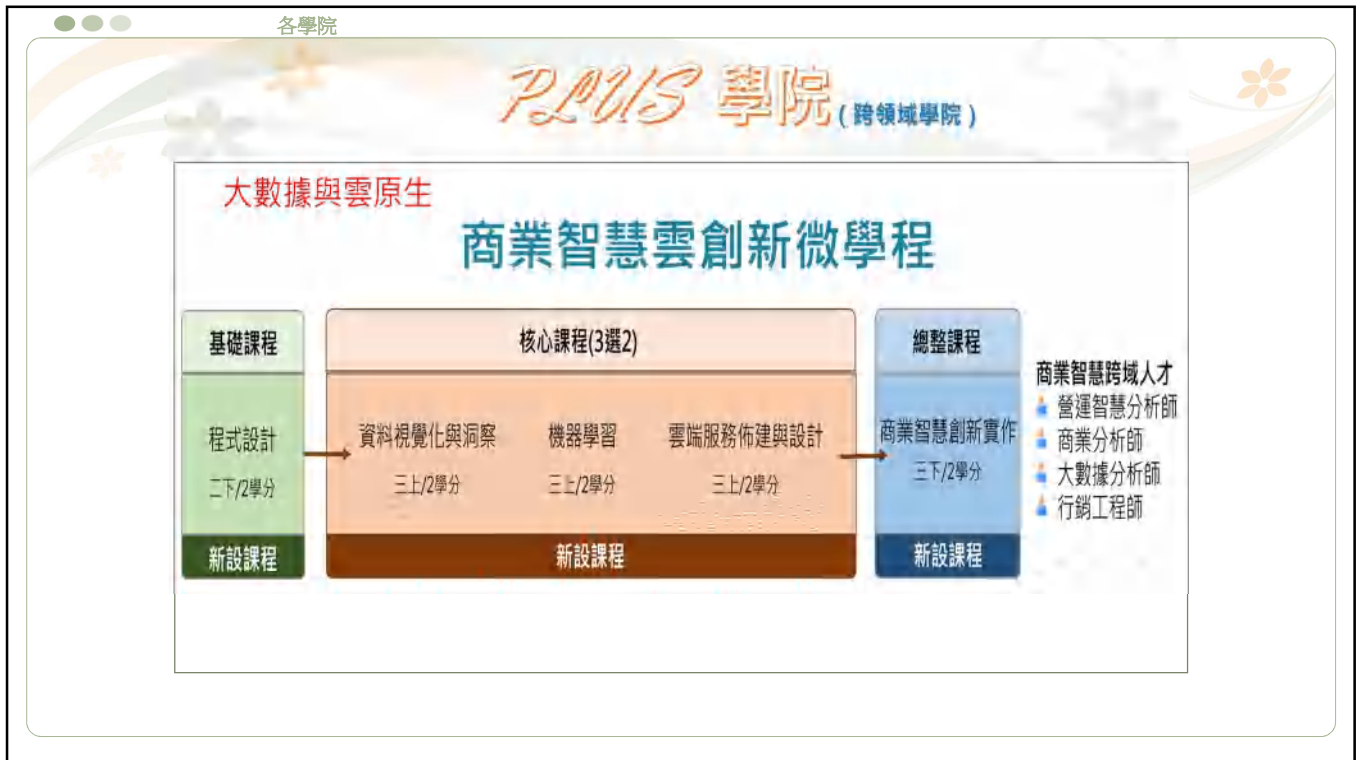 各學院
PLUS 學院(跨領域學院)
大數據與雲原生
商業智慧雲創新微學程
基礎課程
程式設計
二下/2學分
新設課程
核心課程(3選2)
資料視覺化與洞察 機器學習 雲端服務佈建與設計
三上/2學分 三上/2學分 三上/2學分
新設課程
總整課程
商業智慧創新實作
三下/2學分
新設課程
商業智慧跨域人才
營運智慧分析師
商業分析師
大數據分析師
行銷工程師